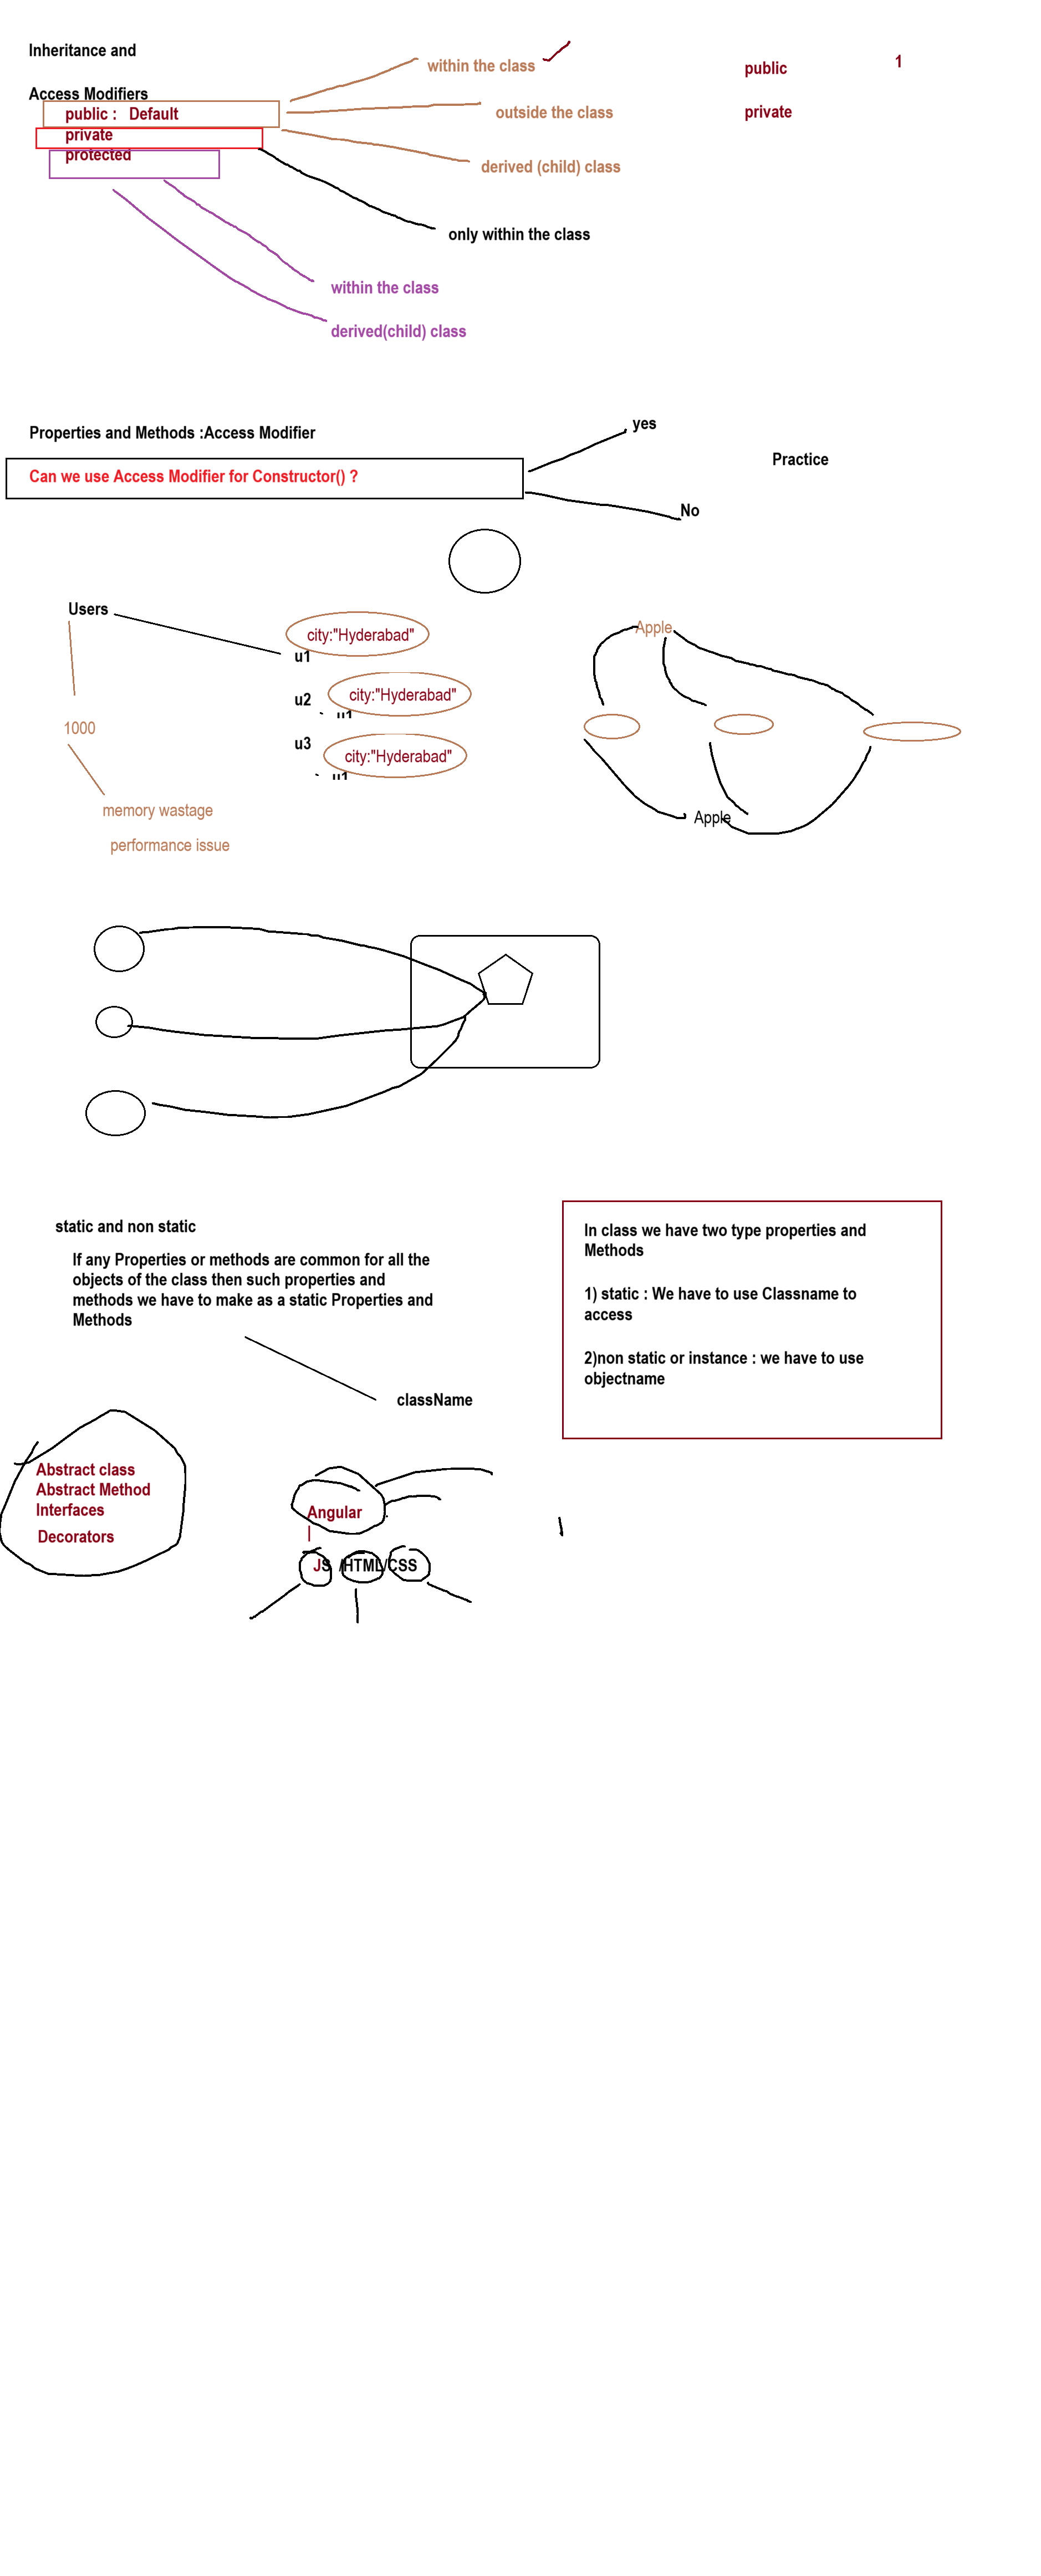 Inheritance and
Access Modifiers
public :   Default
private
protected
within the class
outside the class
derived (child) class
only within the class
within the class
derived(child) class
public
private
1
Properties and Methods :Access Modifier
Can we use Access Modifier for Constructor() ?
yes
No
Practice
Users
1000
memory wastage
performance issue
city:"Hyderabad"
u1
u2
city:"Hyderabad"
u1
u3
city:"Hyderabad"
u1
Apple
Apple
static and non static
If any Properties or methods are common for all the
objects of the class then such properties and
methods we have to make as a static Properties and
Methods
className
In class we have two type properties and
Methods
1) static : We have to use Classname to
access
2)non static or instance : we have to use
objectname
Abstract class
Abstract Method
Interfaces
Decorators
Angular
JS /HTML/CSS